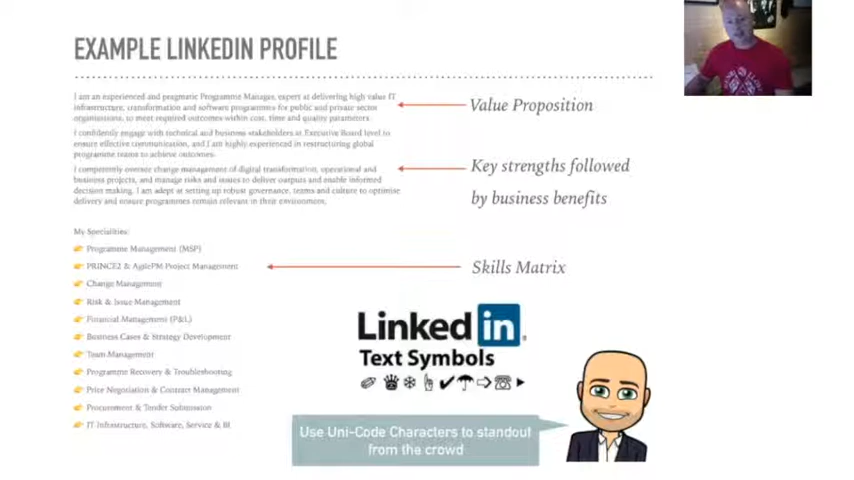 EXAMPLE LINKEDIN PROFILE
I am an experienced and pragmatic Programme Manager, expert at delivering high value IT
infrastructure, transformation and software programmes for public and private sector
organisations, to meet required outcomes within cost, time and quality parameters.
I confidently engage with technical and business stakeholders at Executive Board level to
ensure effective communication, and I am highly experienced in restructuring global
programme teams to achieve outcomes.
I competently oversee change management of digital transformation, operational and
business projects, and manage risks and issues to deliver outputs and enable informed
decision making. I am adept at setting up robust governance, teams and culture to optimise
delivery and ensure programmes remain relevant in their environment.
Value Proposition
Key strengths followed
by business benefits
My Specialities:
👉 Programme Management (MSP)
👉 PRINCE2 & AgilePM Project Management
👉 Change Management
👉 Risk & Issue Management
👉 Financial Management (P&L)
👉 Business Cases & Strategy Development
👉 Team Management
👉 Programme Recovery & Troubleshooting
👉 Price Negotiation & Contract Management
👉 Procurement & Tender Submission
👉 IT Infrastructure, Software, Service & BI
Skills Matrix
Linked in®
Text Symbols
Use Uni-Code Characters to standout
from the crowd